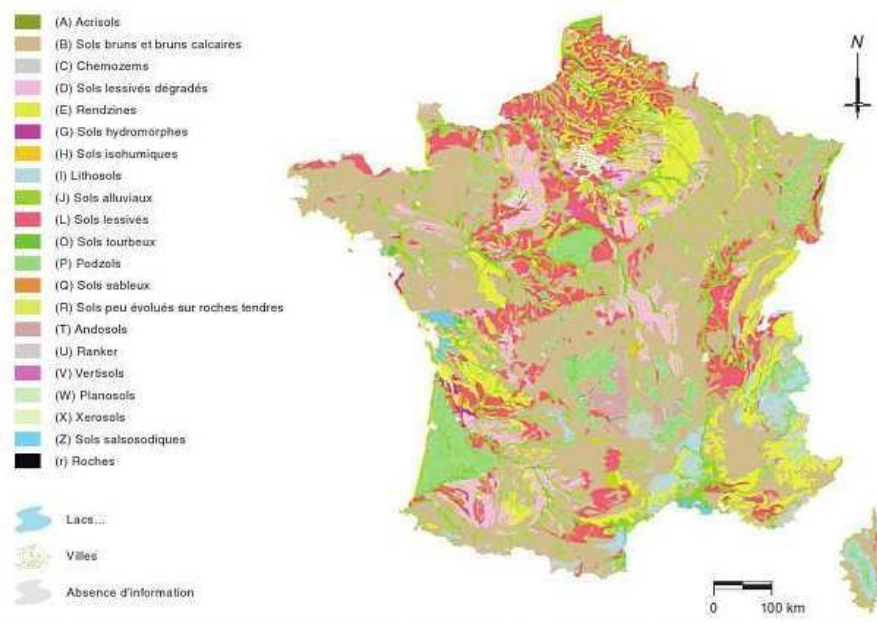 (A) Acrisols
(B) Sols bruns et bruns calcaires
(C) Chemozems
(D) Sols lessivés dégradés
(E) Rendzines
(G) Sols hydromorphes
(H) Sols isohumiques
(I) Lithosols
(J) Sols alluviaux
(L) Sols lessivés
(O) Sols tourbeux
(P) Podzols
(Q) Sols sableux
(R) Sols peu évolués sur roches tendres
(T) Andosols
(U) Ranker
(V) Vertisols
(W) Planosols
(X) Xerosols
(Z) Sols salsosodiques
(r) Roches
Lacs...
Villes
Absence d'information
N
0 100 km